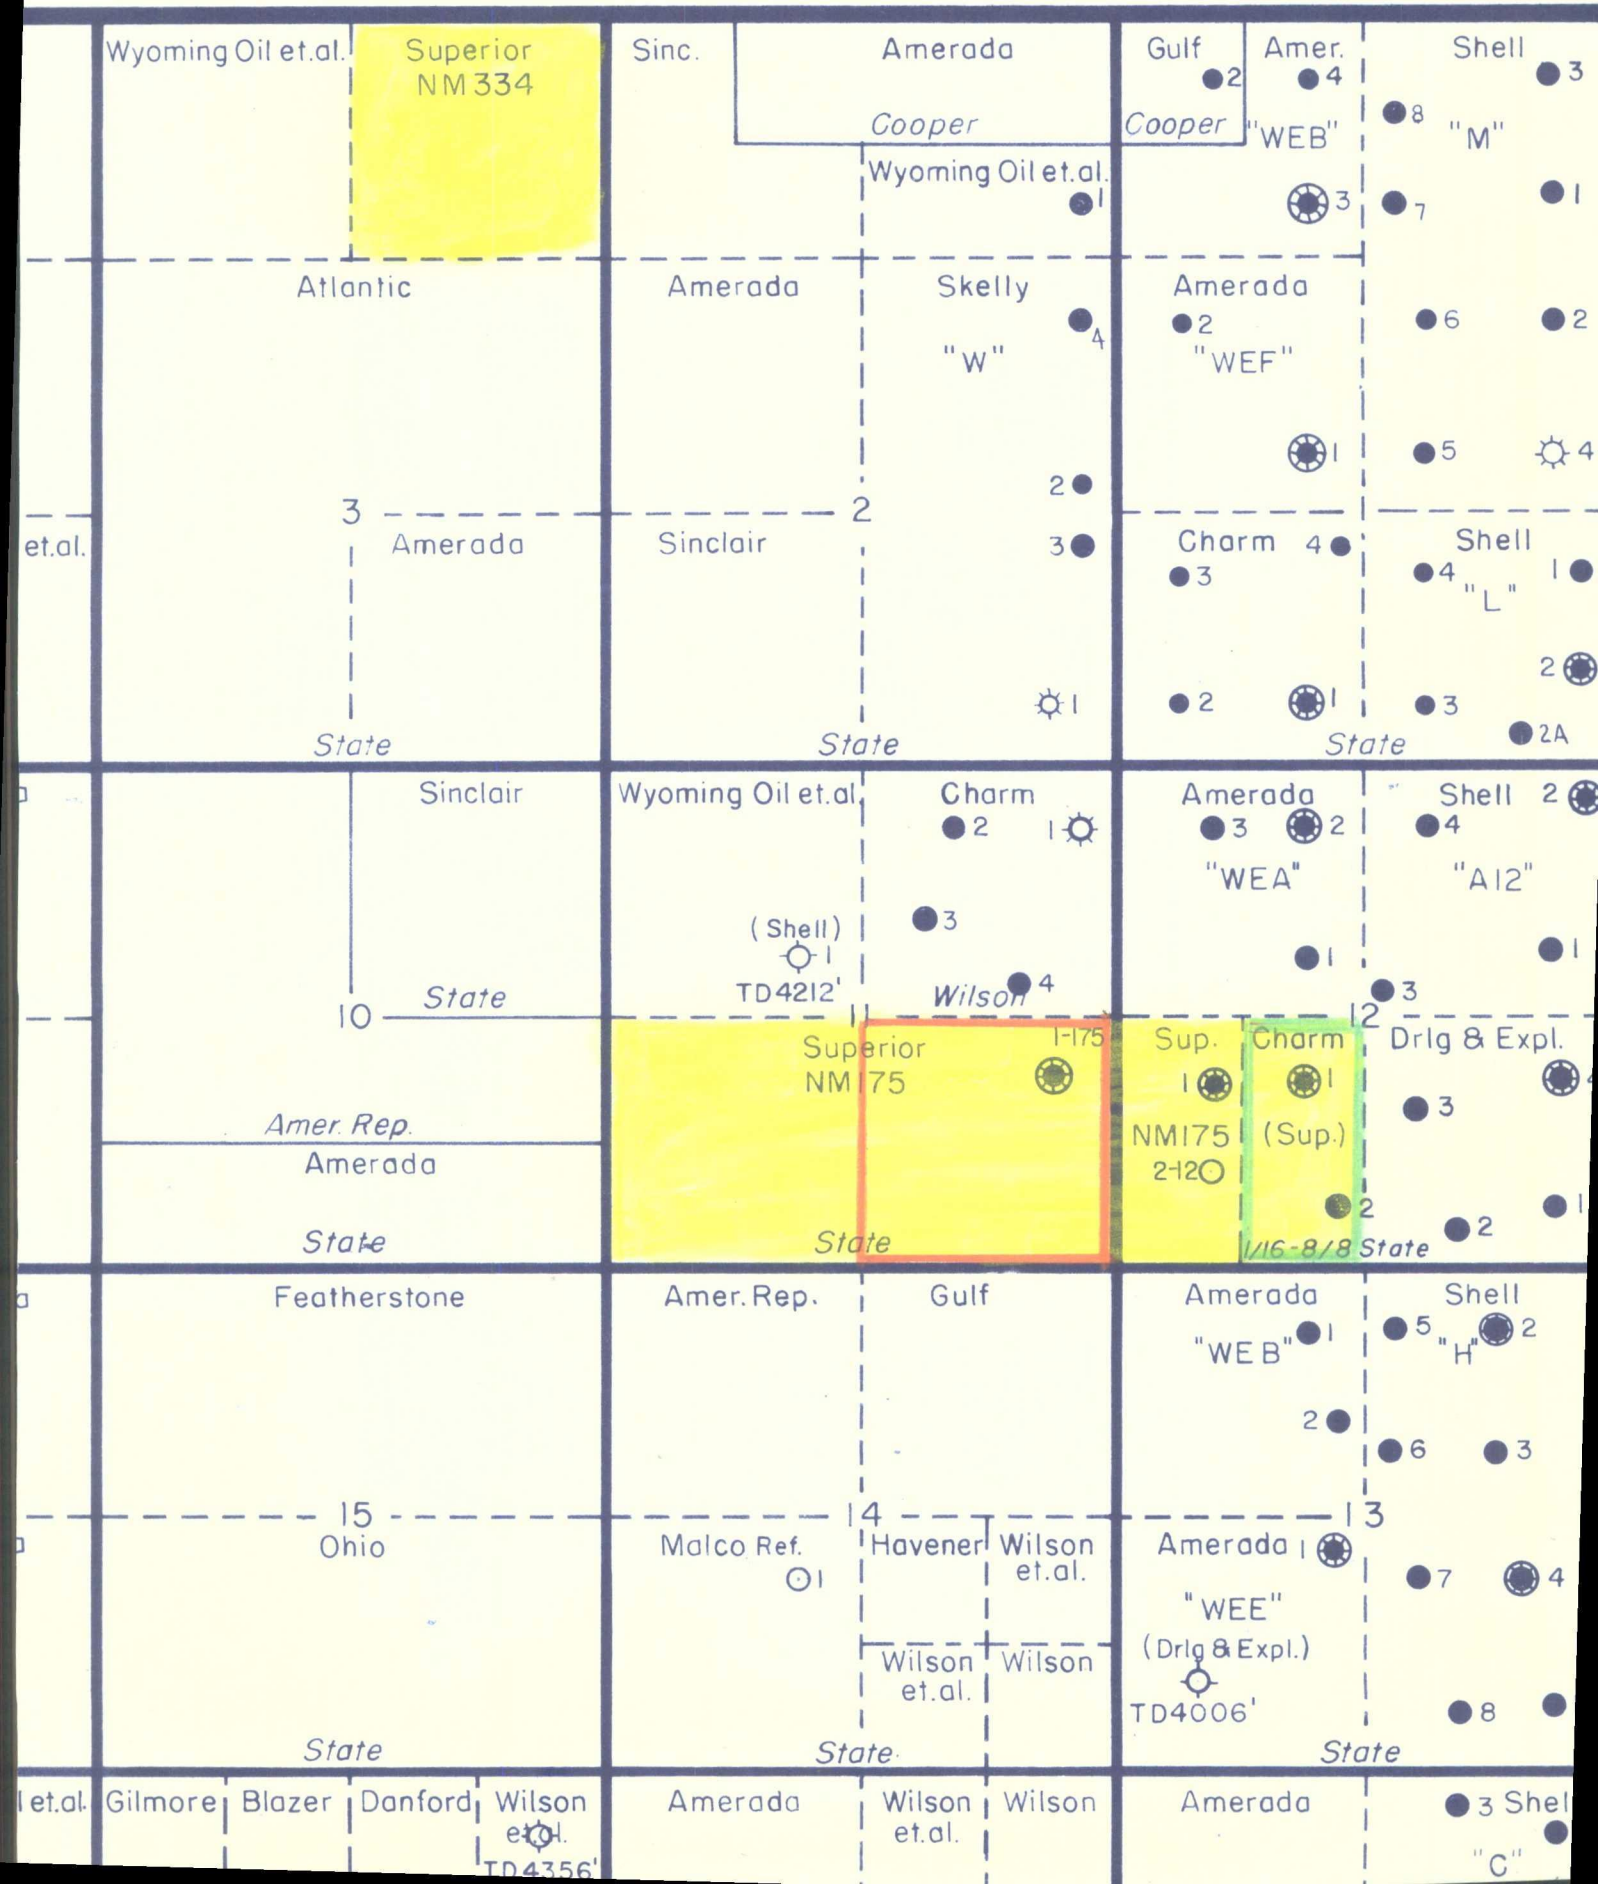 Wyoming Oil et.al.
Superior
NM 334
Sinc.
Amerada
Cooper
Gulf
2
Cooper
Amer.
4
"WEB"
3
Shell
3
8
"M"
1
7
Wyoming Oil et.al.
1
Atlantic
Amerada
Skelly
4
"W"
Amerada
2
"WEF"
1
6
2
5
4
2
3
2
et.al.
Amerada
Sinclair
3
1
Charm
4
3
2
1
Shell
4
1
"L"
2
3
2A
State
State
State
Sinclair
Wyoming Oil et.al.
Charm
2
1
3
4
(Shell)
1
TD4212'
Wilson
Amerada
3
2
"WEA"
1
Shell
2
4
"A12"
1
3
State
10
11
12
Superior
NM175
1-175
Sup.
1
NM175
2-12
Charm
1
(Sup.)
2
1/16-8/8
State
Drlg & Expl.
4
3
2
1
Amer. Rep.
Amerada
State
State
Featherstone
Amer. Rep.
Gulf
Amerada
1
"WEB"
2
Shell
5
2
"H"
6
3
15
14
13
Ohio
Malco Ref.
1
Havener
Wilson
et.al.
Wilson
et.al.
Wilson
Amerada
1
"WEE"
(Drlg & Expl.)
TD4006'
7
4
8
State
State
State
et.al.
Gilmore
Blazer
Danford
Wilson
et.al.
TD4356'
Amerada
Wilson
et.al.
Wilson
Amerada
3
Shel
"C"